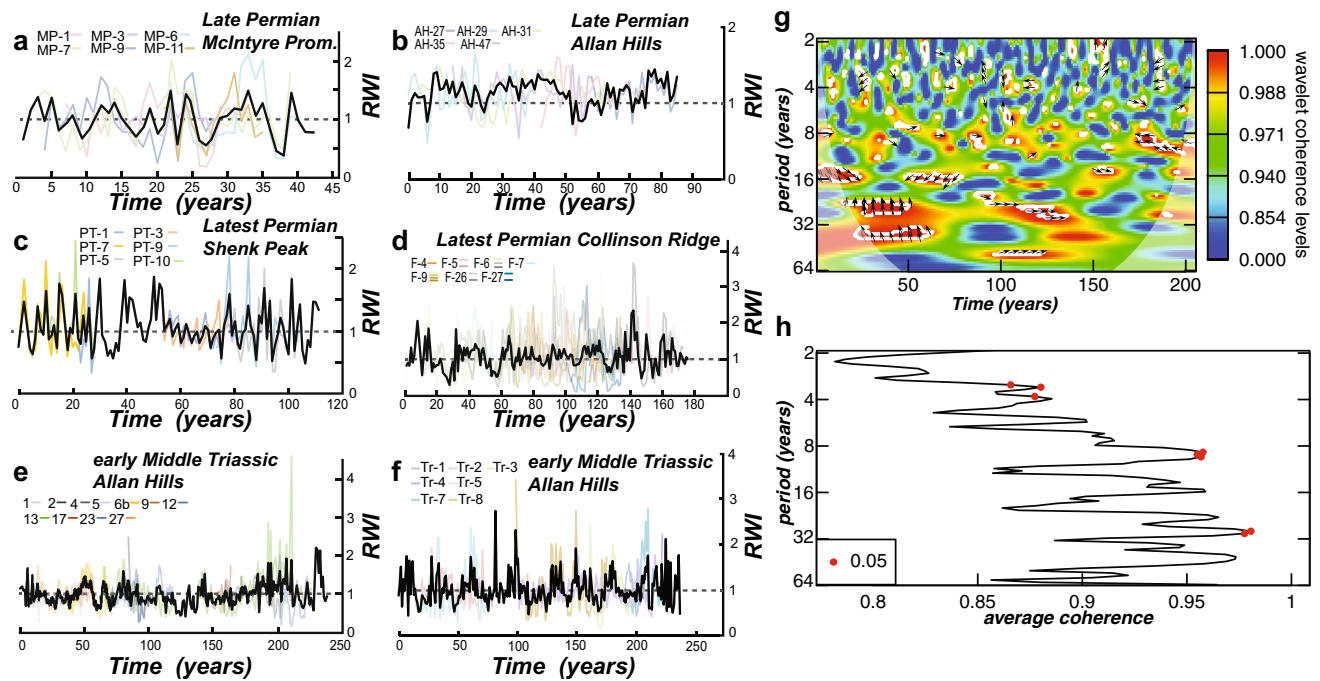 a
Late Permian
McIntyre Prom.
MP-1 MP-3 MP-6
MP-7 MP-9 MP-11
2
1
0
RWI
0 5 10 15 20 25 30 35 40 45
Time (years)
b
Late Permian
Allan Hills
AH-27 AH-29 AH-31
AH-35 AH-47
2
1
0
RWI
0 10 20 30 40 50 60 70 80 90
Time (years)
c
Latest Permian
Shenk Peak
PT-1 PT-3
PT-7 PT-9
PT-5 PT-10
2
1
0
RWI
0 20 40 60 80 100 120
Time (years)
d
Latest Permian Collinson Ridge
F-4 F-5 F-6 F-7
F-9 F-26 F-27
4
3
2
1
0
RWI
0 20 40 60 80 100 120 140 160 180
Time (years)
e
early Middle Triassic
Allan Hills
1 2 4 5 6b 9 12
13 17 23 27
4
3
2
1
0
RWI
0 50 100 150 200 250
Time (years)
f
early Middle Triassic
Allan Hills
Tr-1 Tr-2 Tr-3
Tr-4 Tr-5
Tr-7 Tr-8
4
3
2
1
0
RWI
0 50 100 150 200 250
Time (years)
g
2
4
8
16
32
64
period (years)
50 100 150 200
Time (years)
1.000
0.988
0.971
0.940
0.854
0.000
wavelet coherence levels
h
2
4
8
16
32
64
period (years)
0.05
0.8 0.85 0.9 0.95 1
average coherence